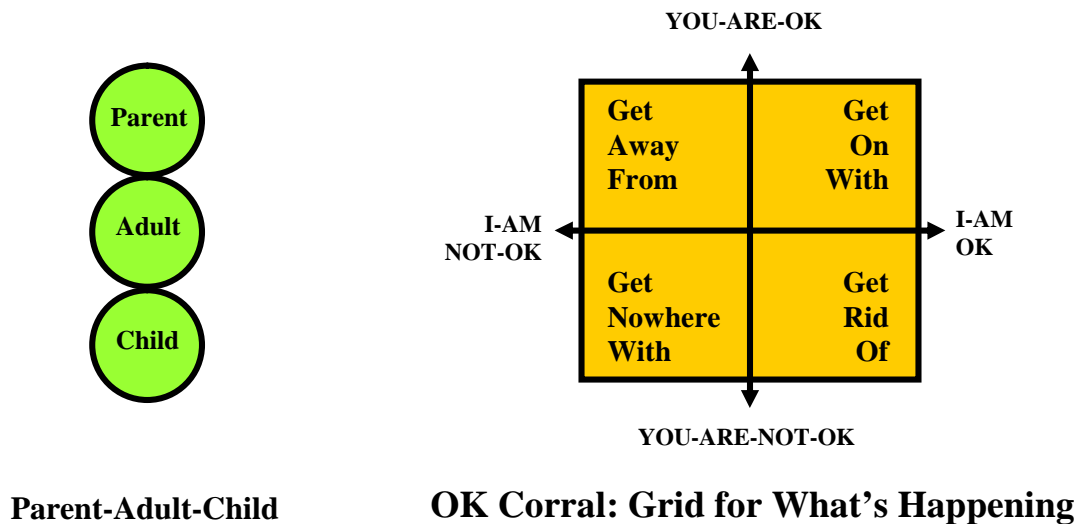 Parent
Adult
Child
Parent-Adult-Child
YOU-ARE-OK
Get
Away
From
Get
On
With
I-AM
NOT-OK
I-AM
OK
Get
Nowhere
With
Get
Rid
Of
YOU-ARE-NOT-OK
OK Corral: Grid for What’s Happening